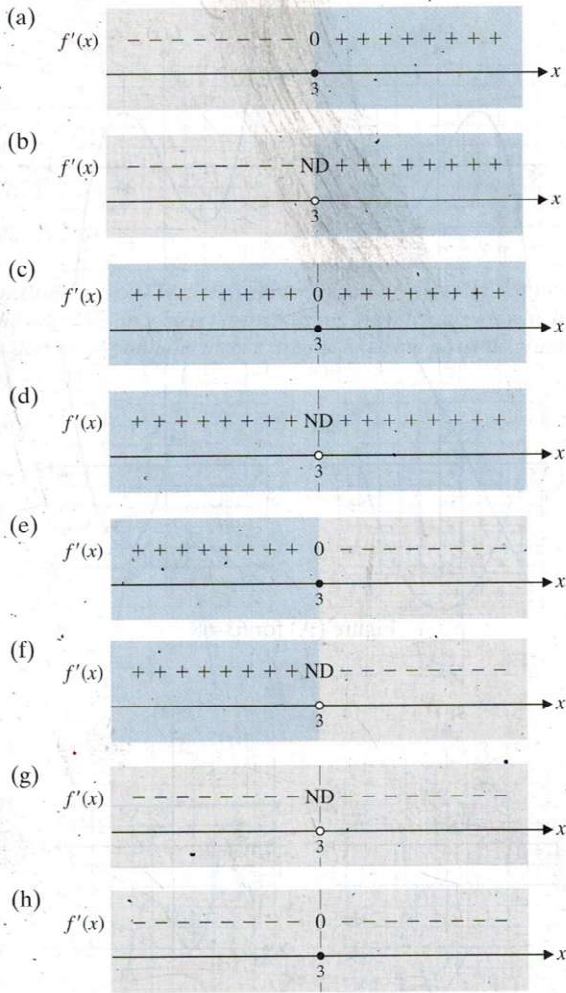 (a)
f'(x) − − − − − − − − 0 + + + + + + + +
x
3
(b)
f'(x) − − − − − − − − ND + + + + + + + +
x
3
(c)
f'(x) + + + + + + + + 0 + + + + + + + +
x
3
(d)
f'(x) + + + + + + + + ND + + + + + + + +
x
3
(e)
f'(x) + + + + + + + + 0 − − − − − − − −
x
3
(f)
f'(x) + + + + + + + + ND − − − − − − − −
x
3
(g)
f'(x) − − − − − − − − ND − − − − − − − −
x
3
(h)
f'(x) − − − − − − − − 0 − − − − − − − −
x
3